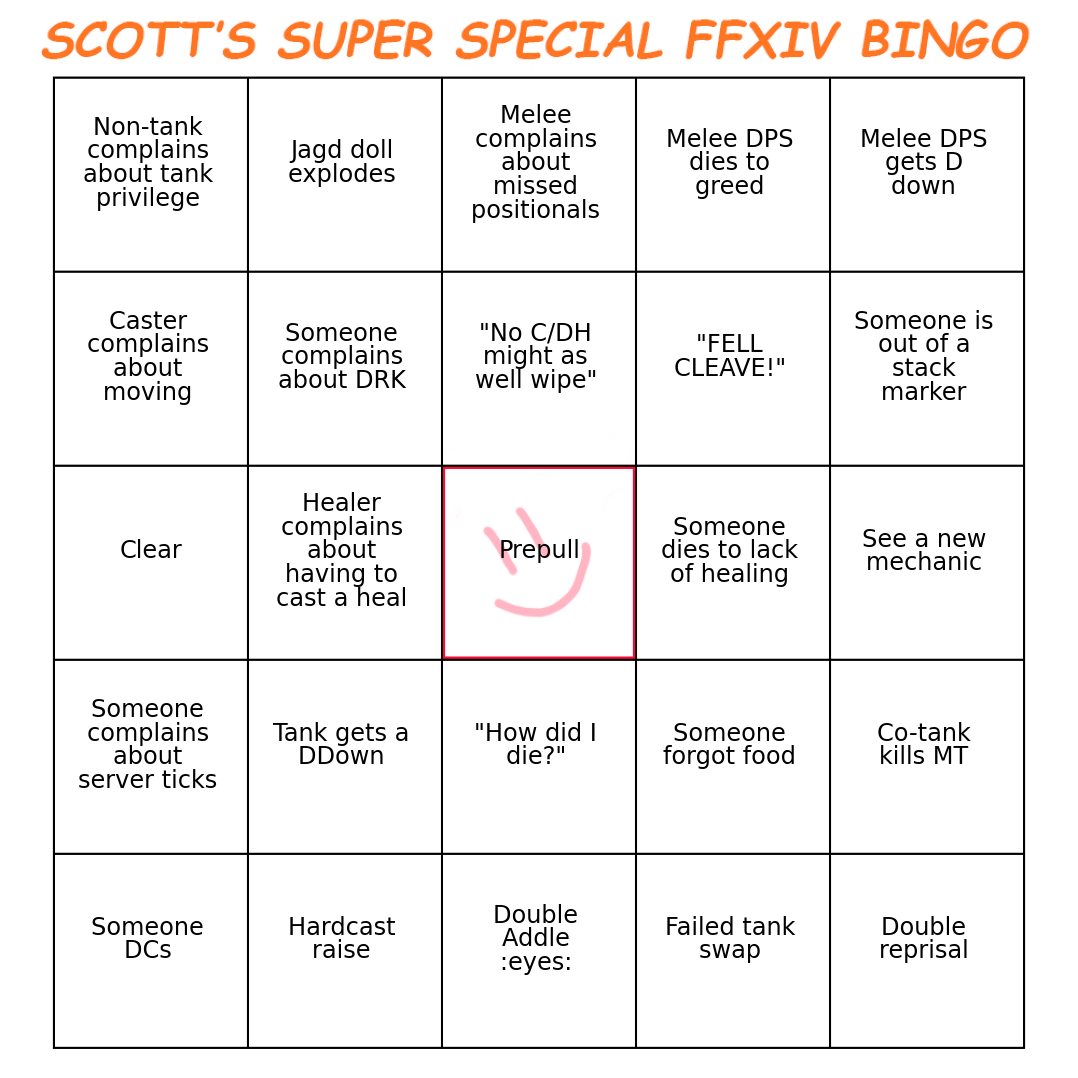 SCOTT'S SUPER SPECIAL FFXIV BINGO
Non-tank
complains
about tank
privilege
Jagd doll
explodes
Melee
complains
about
missed
positionals
Melee DPS
dies to
greed
Melee DPS
gets D
down
Caster
complains
about
moving
Someone
complains
about DRK
"No C/DH
might as
well wipe"
"FELL
CLEAVE!"
Someone is
out of a
stack
marker
Clear
Healer
complains
about
having to
cast a heal
Prepull
Someone
dies to lack
of healing
See a new
mechanic
Someone
complains
about
server ticks
Tank gets a
DDown
"How did I
die?"
Someone
forgot food
Co-tank
kills MT
Someone
DCs
Hardcast
raise
Double
Addle
:eyes:
Failed tank
swap
Double
reprisal